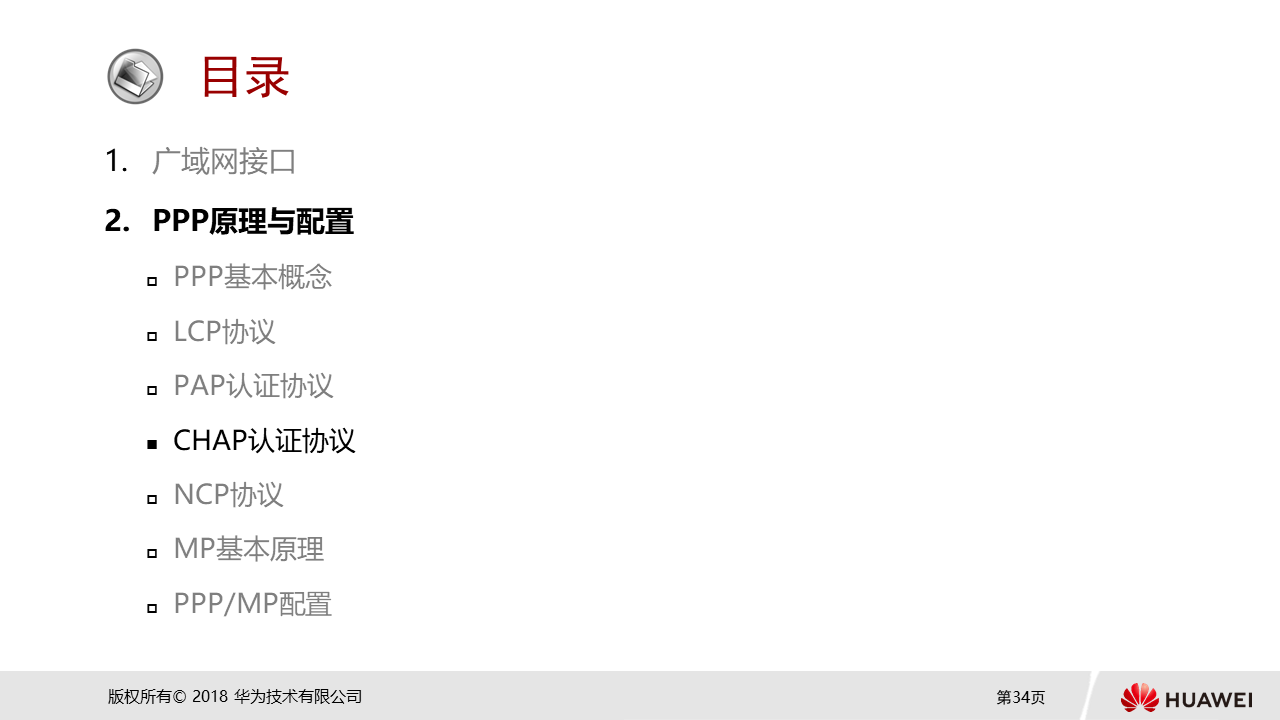 目录
1. 广域网接口
2. PPP原理与配置
PPP基本概念
LCP协议
PAP认证协议
CHAP认证协议
NCP协议
MP基本原理
PPP/MP配置
版权所有© 2018 华为技术有限公司
第34页
HUAWEI